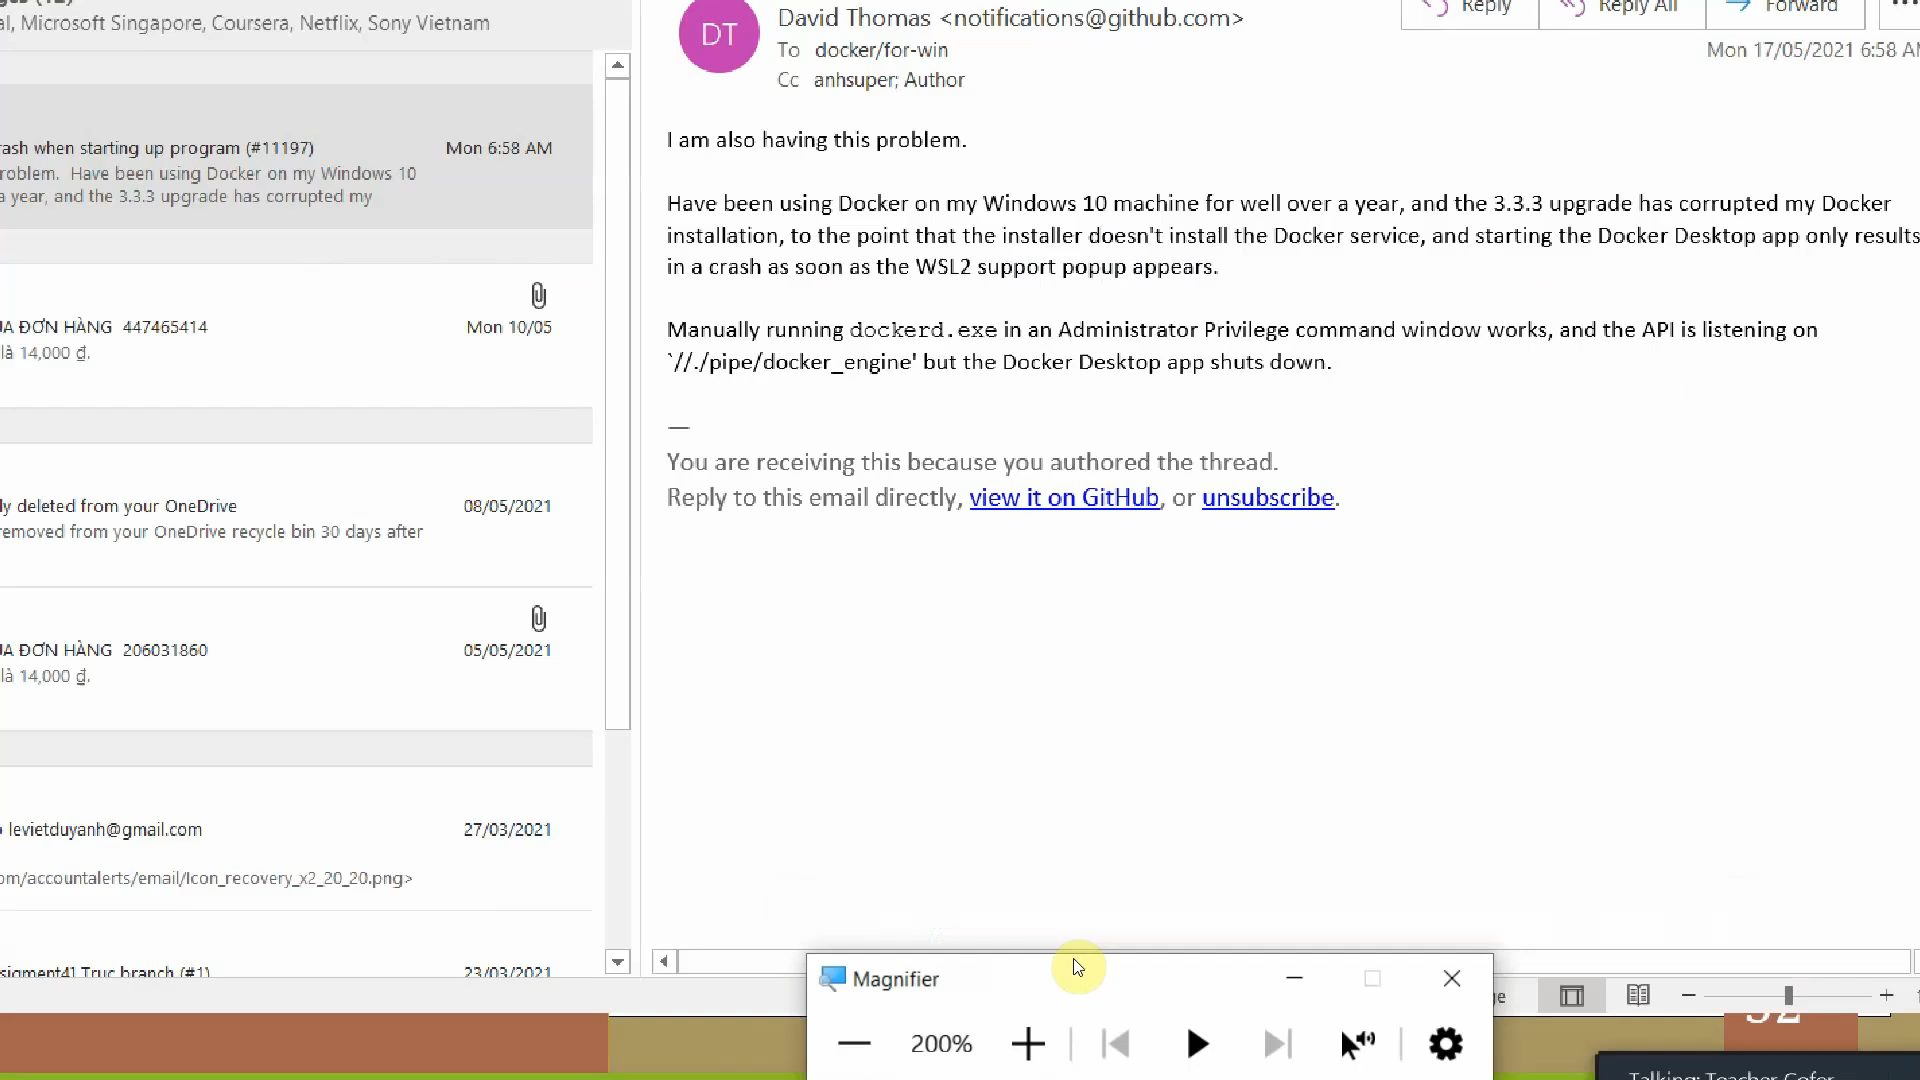 al, Microsoft Singapore, Coursera, Netflix, Sony Vietnam
rash when starting up program (#11197) Mon 6:58 AM
roblem. Have been using Docker on my Windows 10
a year, and the 3.3.3 upgrade has corrupted my
UA ĐƠN HÀNG 447465414 Mon 10/05
là 14,000 ₫.
ly deleted from your OneDrive 08/05/2021
removed from your OneDrive recycle bin 30 days after
UA ĐƠN HÀNG 206031860 05/05/2021
là 14,000 ₫.
levietduyanh@gmail.com 27/03/2021
om/accountalerts/email/Icon_recovery_x2_20_20.png>
signment4] Truc branch (#1) 23/03/2021
DT
David Thomas <notifications@github.com>
To docker/for-win
Cc anhsuper; Author
Reply Reply All Forward
Mon 17/05/2021 6:58 AM
I am also having this problem.
Have been using Docker on my Windows 10 machine for well over a year, and the 3.3.3 upgrade has corrupted my Docker
installation, to the point that the installer doesn't install the Docker service, and starting the Docker Desktop app only results
in a crash as soon as the WSL2 support popup appears.
Manually running dockerd.exe in an Administrator Privilege command window works, and the API is listening on
`//./pipe/docker_engine' but the Docker Desktop app shuts down.
—
You are receiving this because you authored the thread.
Reply to this email directly, view it on GitHub, or unsubscribe.
Magnifier
200%
Talking: Teacher Gofer